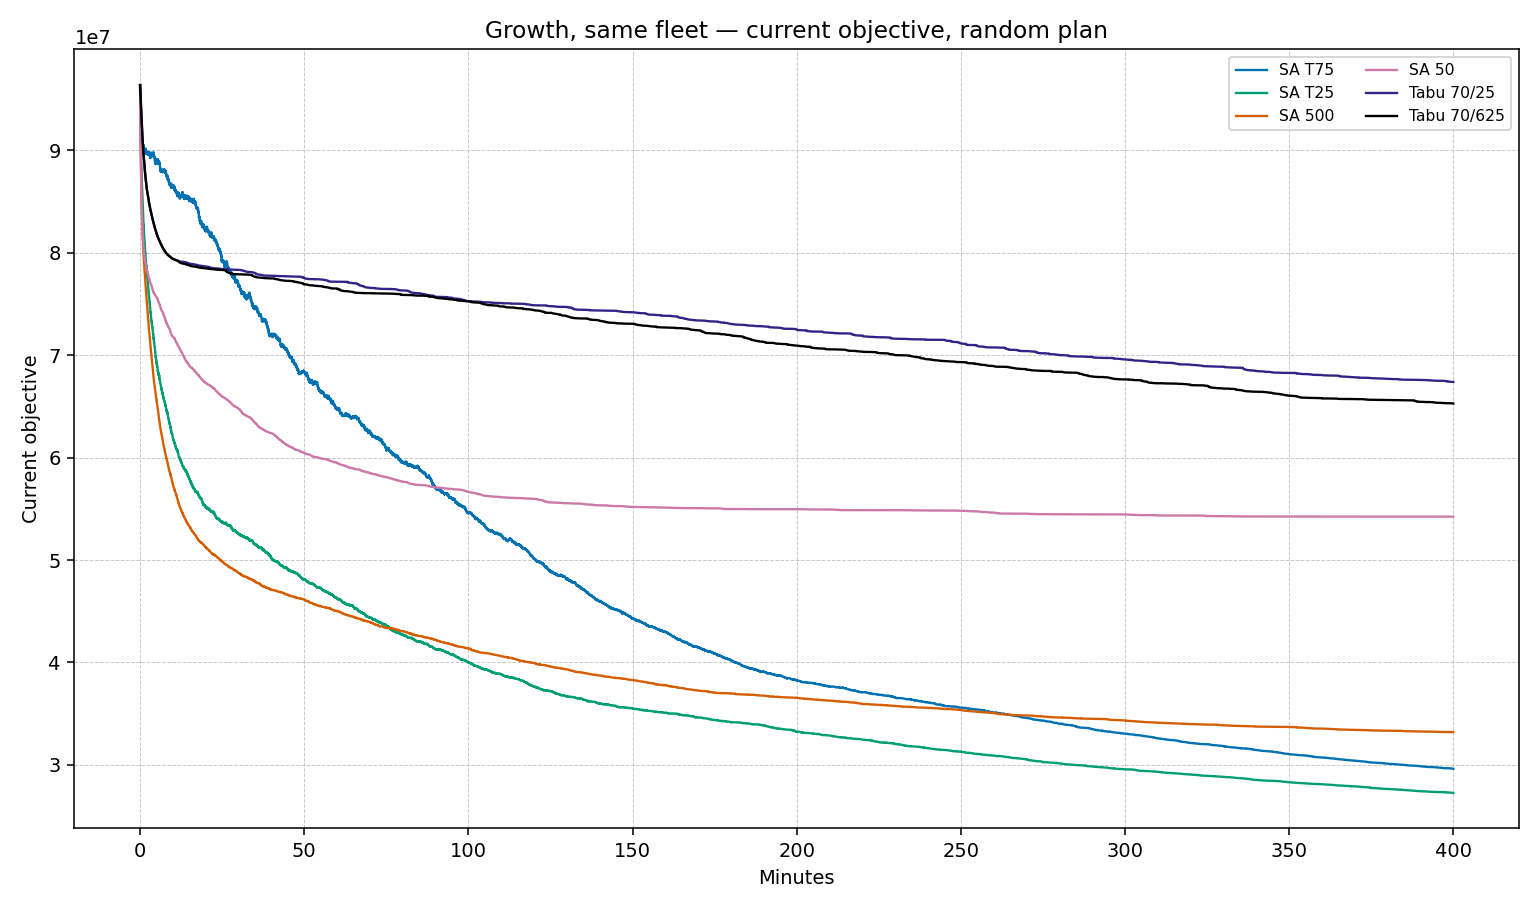 Growth, same fleet — current objective, random plan
1e7
SA T75
SA T25
SA 500
SA 50
Tabu 70/25
Tabu 70/625
Current objective
9
8
7
6
5
4
3
0 50 100 150 200 250 300 350 400
Minutes